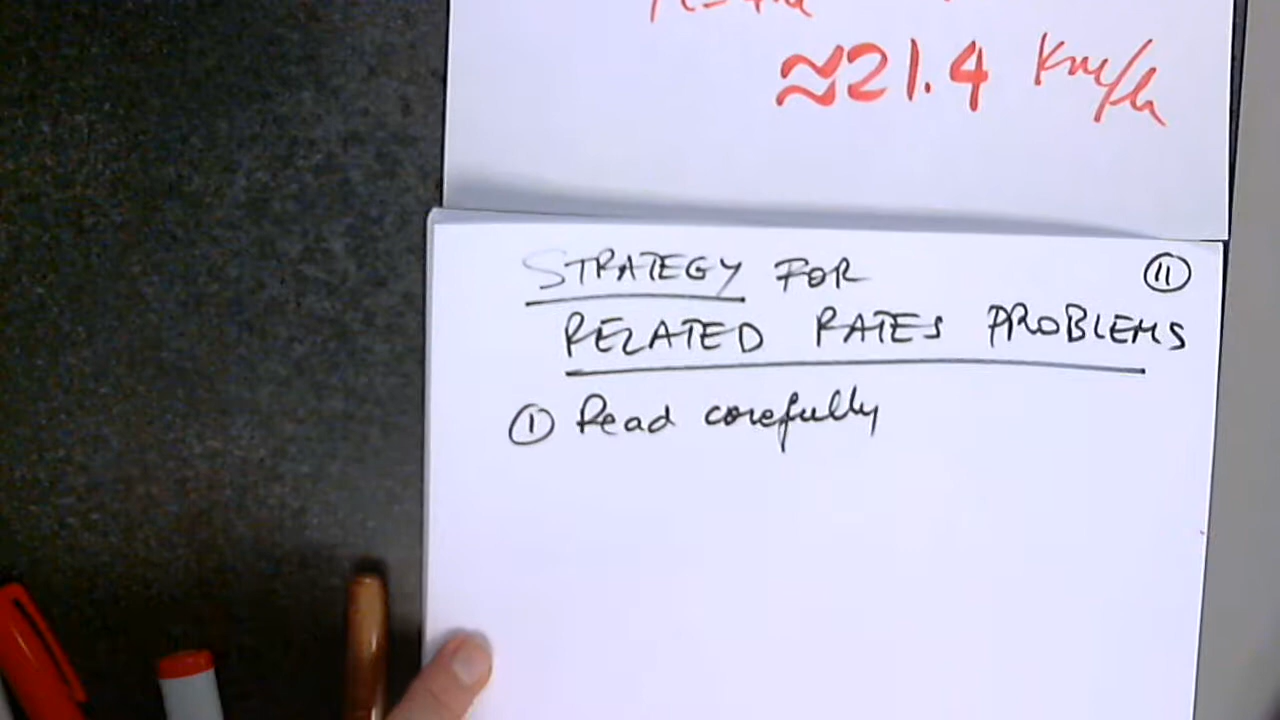 ≈21.4 Km/h
STRATEGY FOR
11
RELATED RATES PROBLEMS
1 Read carefully